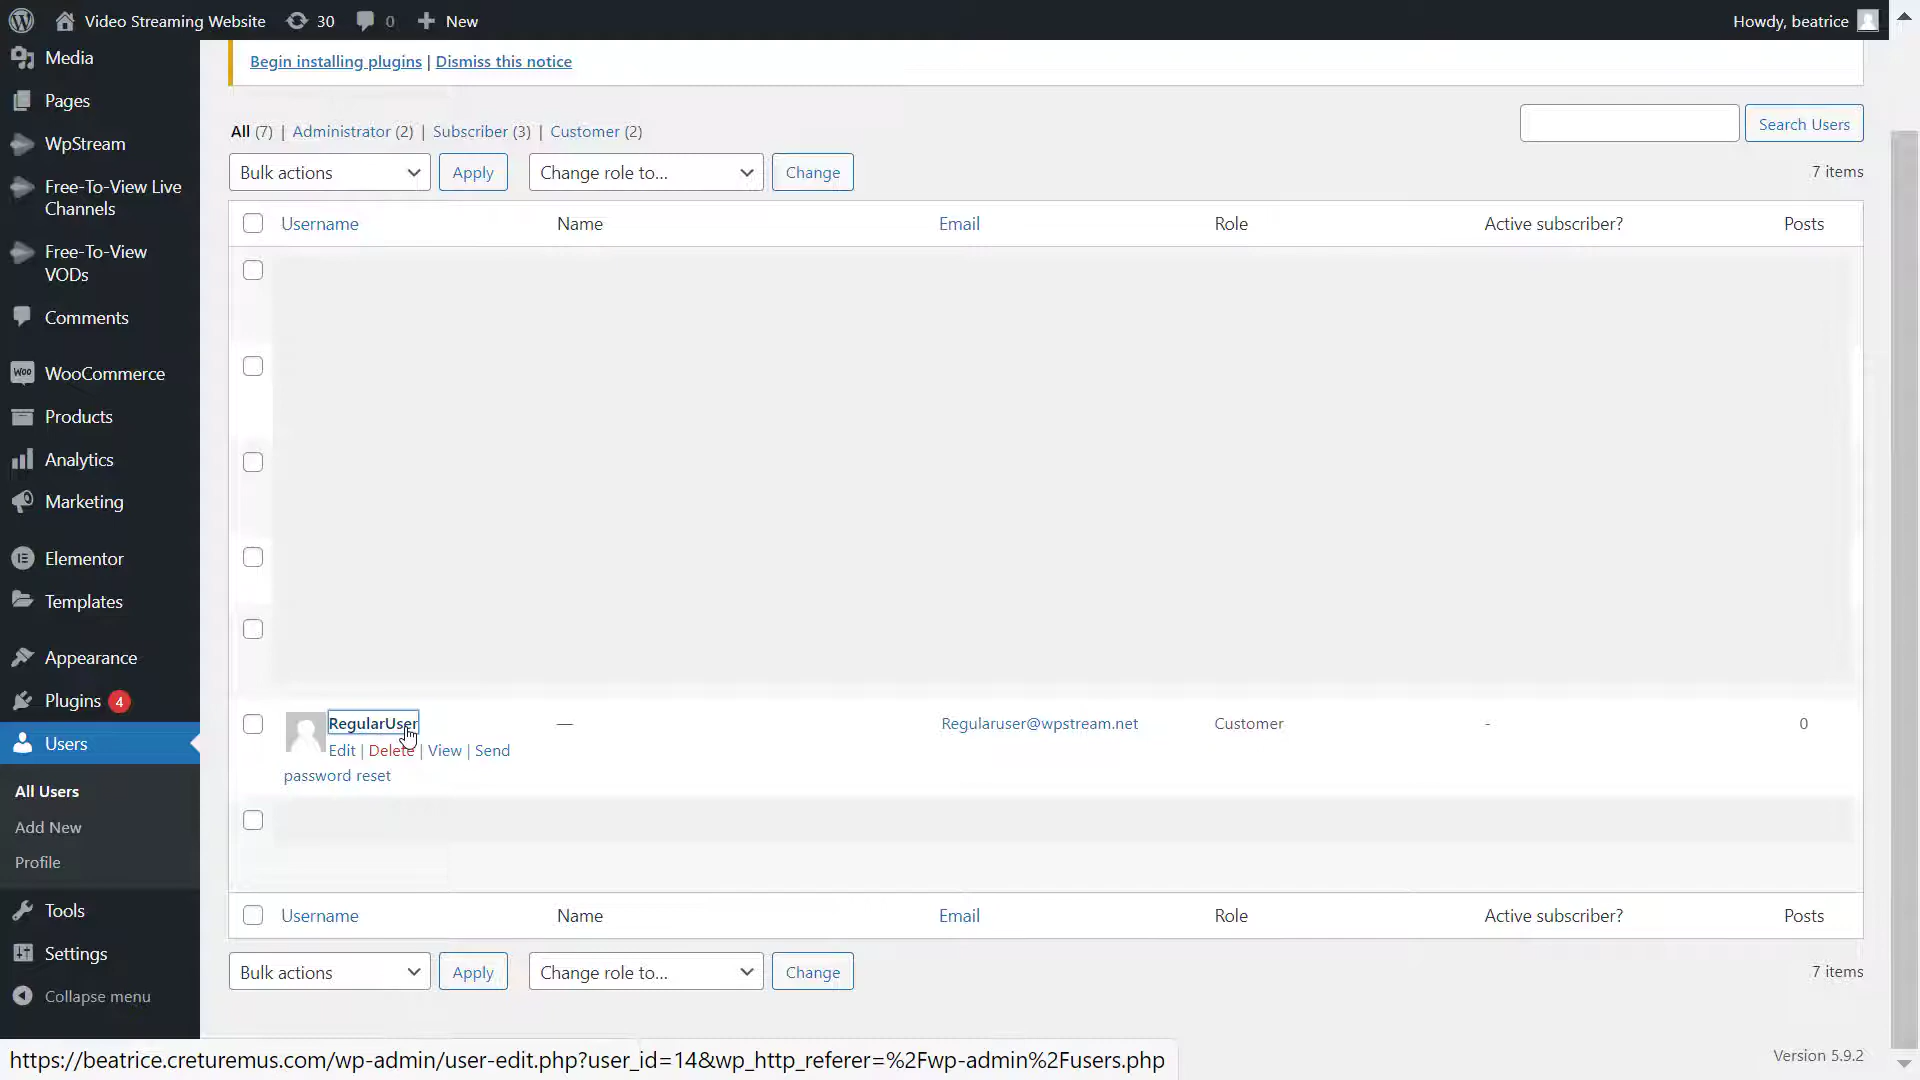 Video Streaming Website 30 0 New Howdy, beatrice
Media
Pages
WpStream
Free-To-View Live
Channels
Free-To-View
VODs
Comments
WooCommerce
Products
Analytics
Marketing
Elementor
Templates
Appearance
Plugins 4
Users
All Users
Add New
Profile
Tools
Settings
Collapse menu
Begin installing plugins | Dismiss this notice
All (7) | Administrator (2) | Subscriber (3) | Customer (2)
Search Users
Bulk actions Apply Change role to... Change 7 items
Username Name Email Role Active subscriber? Posts
RegularUser — Regularuser@wpstream.net Customer - 0
Edit | Delete | View | Send
password reset
Username Name Email Role Active subscriber? Posts
Bulk actions Apply Change role to... Change 7 items
https://beatrice.creturemus.com/wp-admin/user-edit.php?user_id=14&wp_http_referer=%2Fwp-admin%2Fusers.php
Version 5.9.2